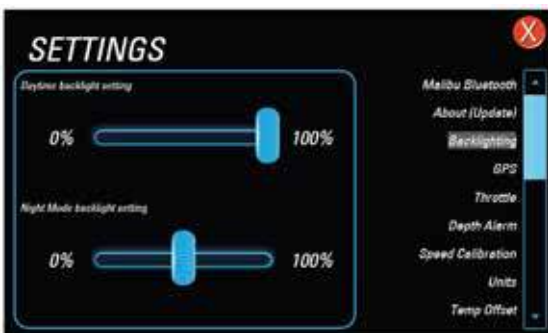 SETTINGS
X
Daytime backlight setting
0% 100%
Night Mode backlight setting
0% 100%
Malibu Bluetooth
About (Update)
Backlighting
GPS
Throttle
Depth Alarm
Speed Calibration
Units
Temp Offset